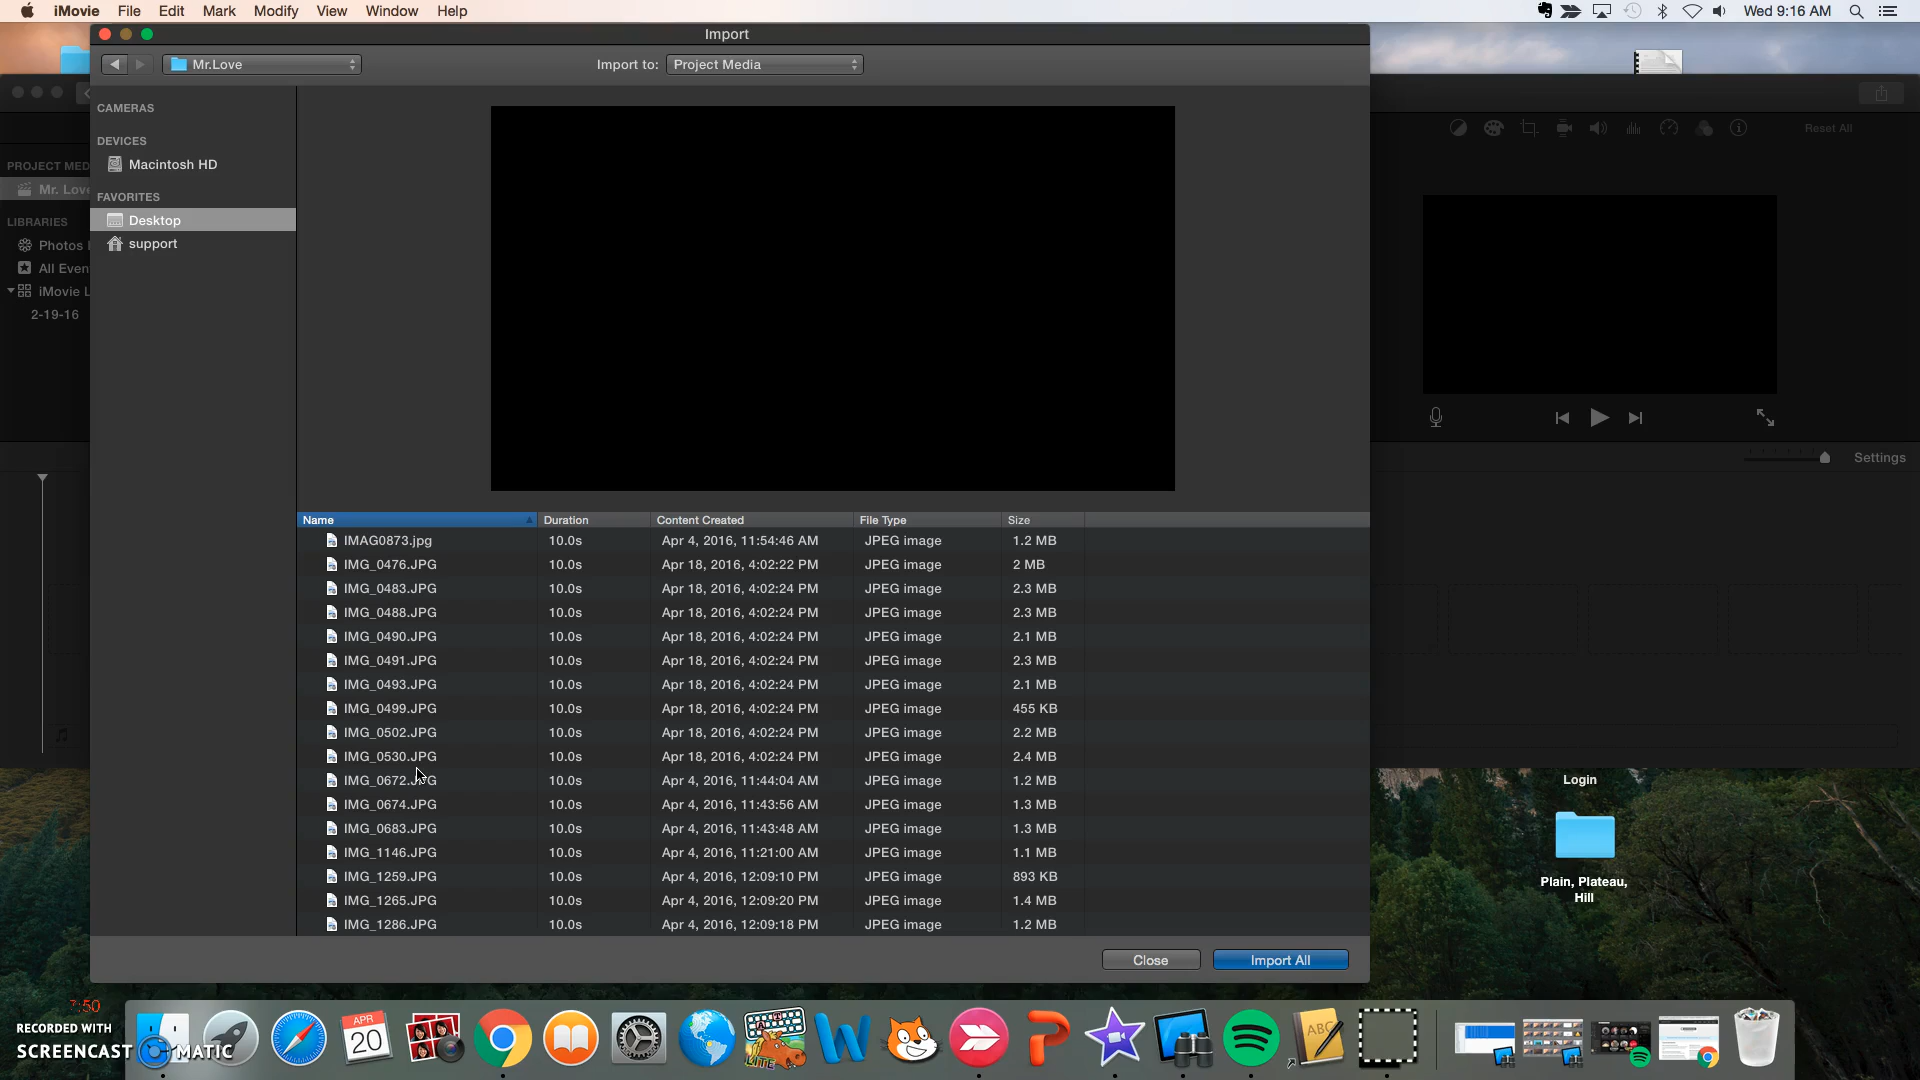 iMovie File Edit Mark Modify View Window Help
Wed 9:16 AM
Import
Mr.Love
Import to: Project Media
CAMERAS
DEVICES
Macintosh HD
FAVORITES
Desktop
support
PROJECT MED
Mr. Love
LIBRARIES
Photos
All Even
iMovie L
2-19-16
Reset All
Settings
Name Duration Content Created File Type Size
IMAG0873.jpg 10.0s Apr 4, 2016, 11:54:46 AM JPEG image 1.2 MB
IMG_0476.JPG 10.0s Apr 18, 2016, 4:02:22 PM JPEG image 2 MB
IMG_0483.JPG 10.0s Apr 18, 2016, 4:02:24 PM JPEG image 2.3 MB
IMG_0488.JPG 10.0s Apr 18, 2016, 4:02:24 PM JPEG image 2.3 MB
IMG_0490.JPG 10.0s Apr 18, 2016, 4:02:24 PM JPEG image 2.1 MB
IMG_0491.JPG 10.0s Apr 18, 2016, 4:02:24 PM JPEG image 2.3 MB
IMG_0493.JPG 10.0s Apr 18, 2016, 4:02:24 PM JPEG image 2.1 MB
IMG_0499.JPG 10.0s Apr 18, 2016, 4:02:24 PM JPEG image 455 KB
IMG_0502.JPG 10.0s Apr 18, 2016, 4:02:24 PM JPEG image 2.2 MB
IMG_0530.JPG 10.0s Apr 18, 2016, 4:02:24 PM JPEG image 2.4 MB
IMG_0672.JPG 10.0s Apr 4, 2016, 11:44:04 AM JPEG image 1.2 MB
IMG_0674.JPG 10.0s Apr 4, 2016, 11:43:56 AM JPEG image 1.3 MB
IMG_0683.JPG 10.0s Apr 4, 2016, 11:43:48 AM JPEG image 1.3 MB
IMG_1146.JPG 10.0s Apr 4, 2016, 11:21:00 AM JPEG image 1.1 MB
IMG_1259.JPG 10.0s Apr 4, 2016, 12:09:10 PM JPEG image 893 KB
IMG_1265.JPG 10.0s Apr 4, 2016, 12:09:20 PM JPEG image 1.4 MB
IMG_1286.JPG 10.0s Apr 4, 2016, 12:09:18 PM JPEG image 1.2 MB
Login
Plain, Plateau,
Hill
Close Import All
7:50
RECORDED WITH
SCREENCAST MATIC
APR
20
ABC
LITE